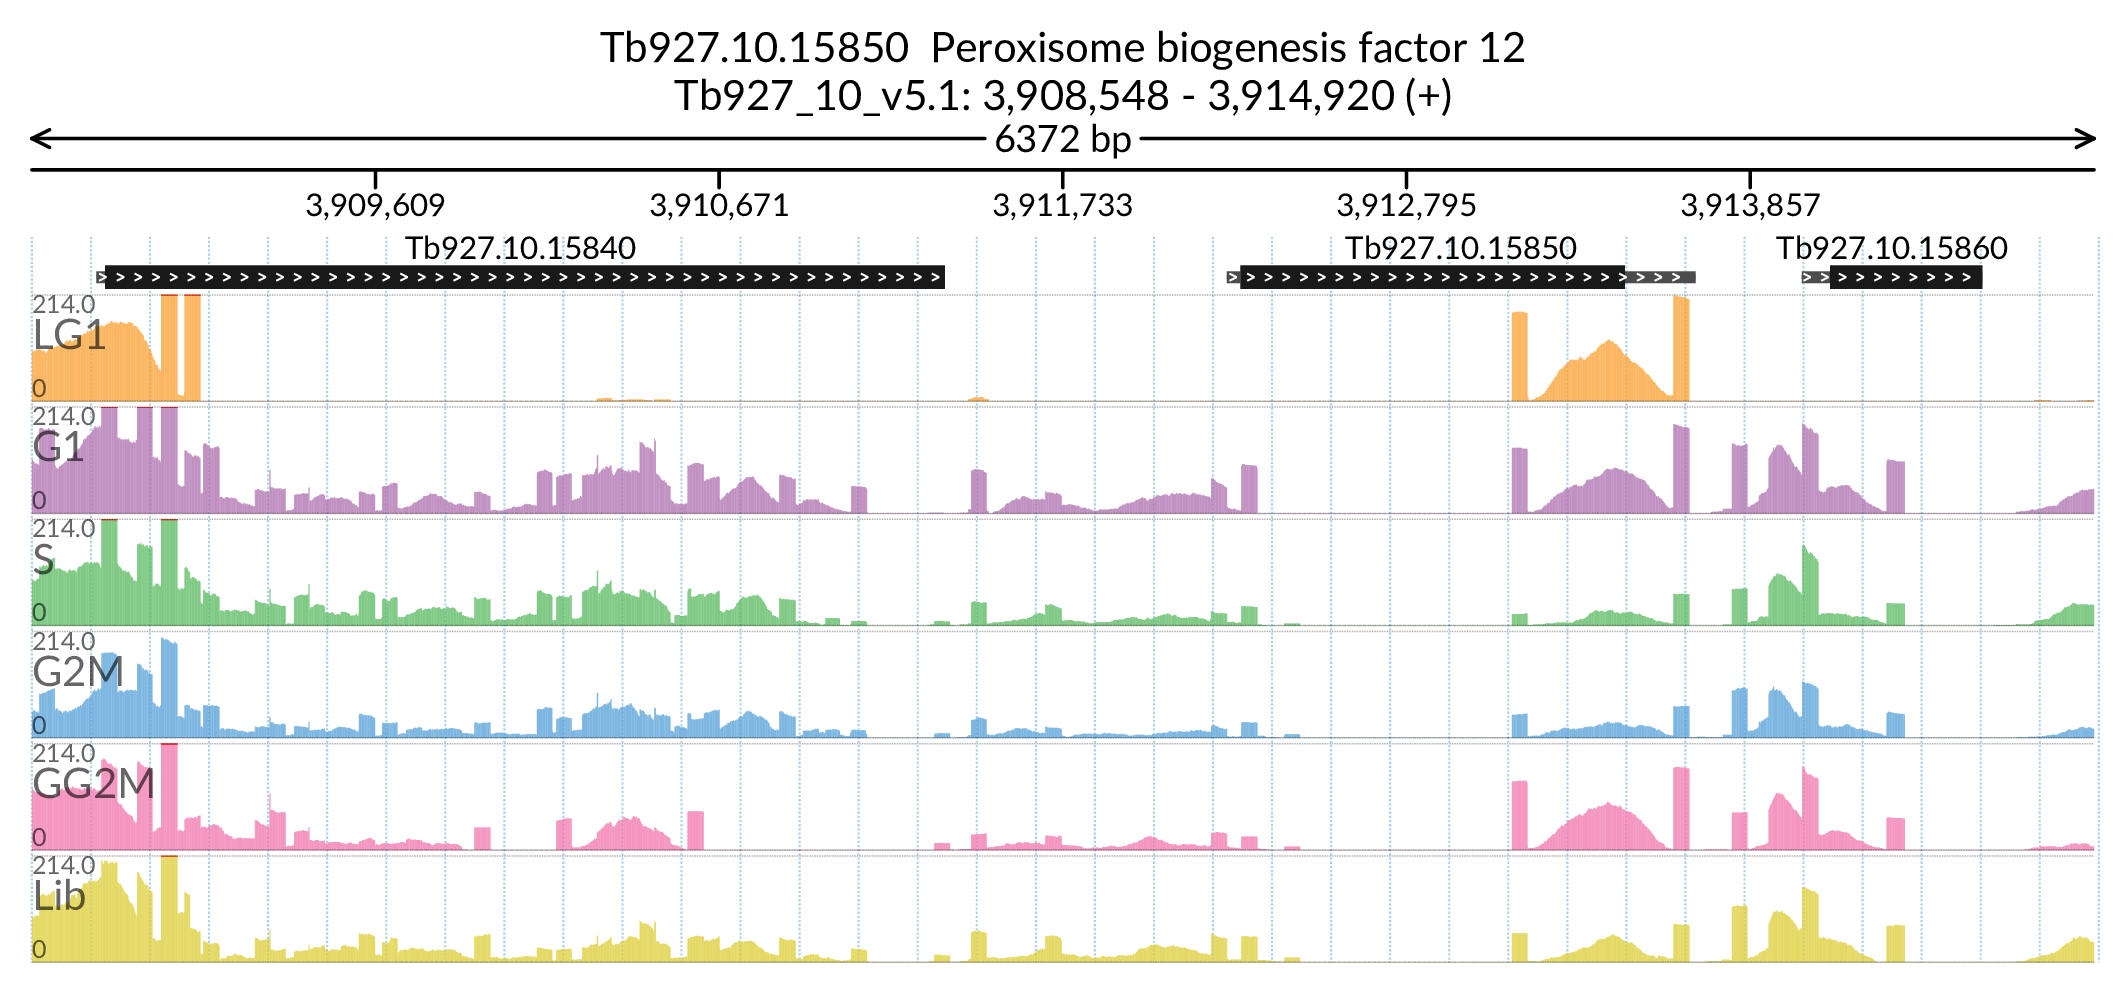 Tb927.10.15850 Peroxisome biogenesis factor 12
Tb927_10_v5.1: 3,908,548 - 3,914,920 (+)
6372 bp
3,909,609 3,910,671 3,911,733 3,912,795 3,913,857
Tb927.10.15840 Tb927.10.15850 Tb927.10.15860
214.0
LG1
0
214.0
G1
0
214.0
S
0
214.0
G2M
0
214.0
GG2M
0
214.0
Lib
0